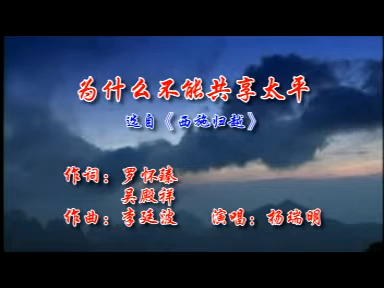 为什么不能共享太平
选自《西施归越》
作词：罗怀臻
吴殿祥
作曲：李廷波 演唱：杨瑞明